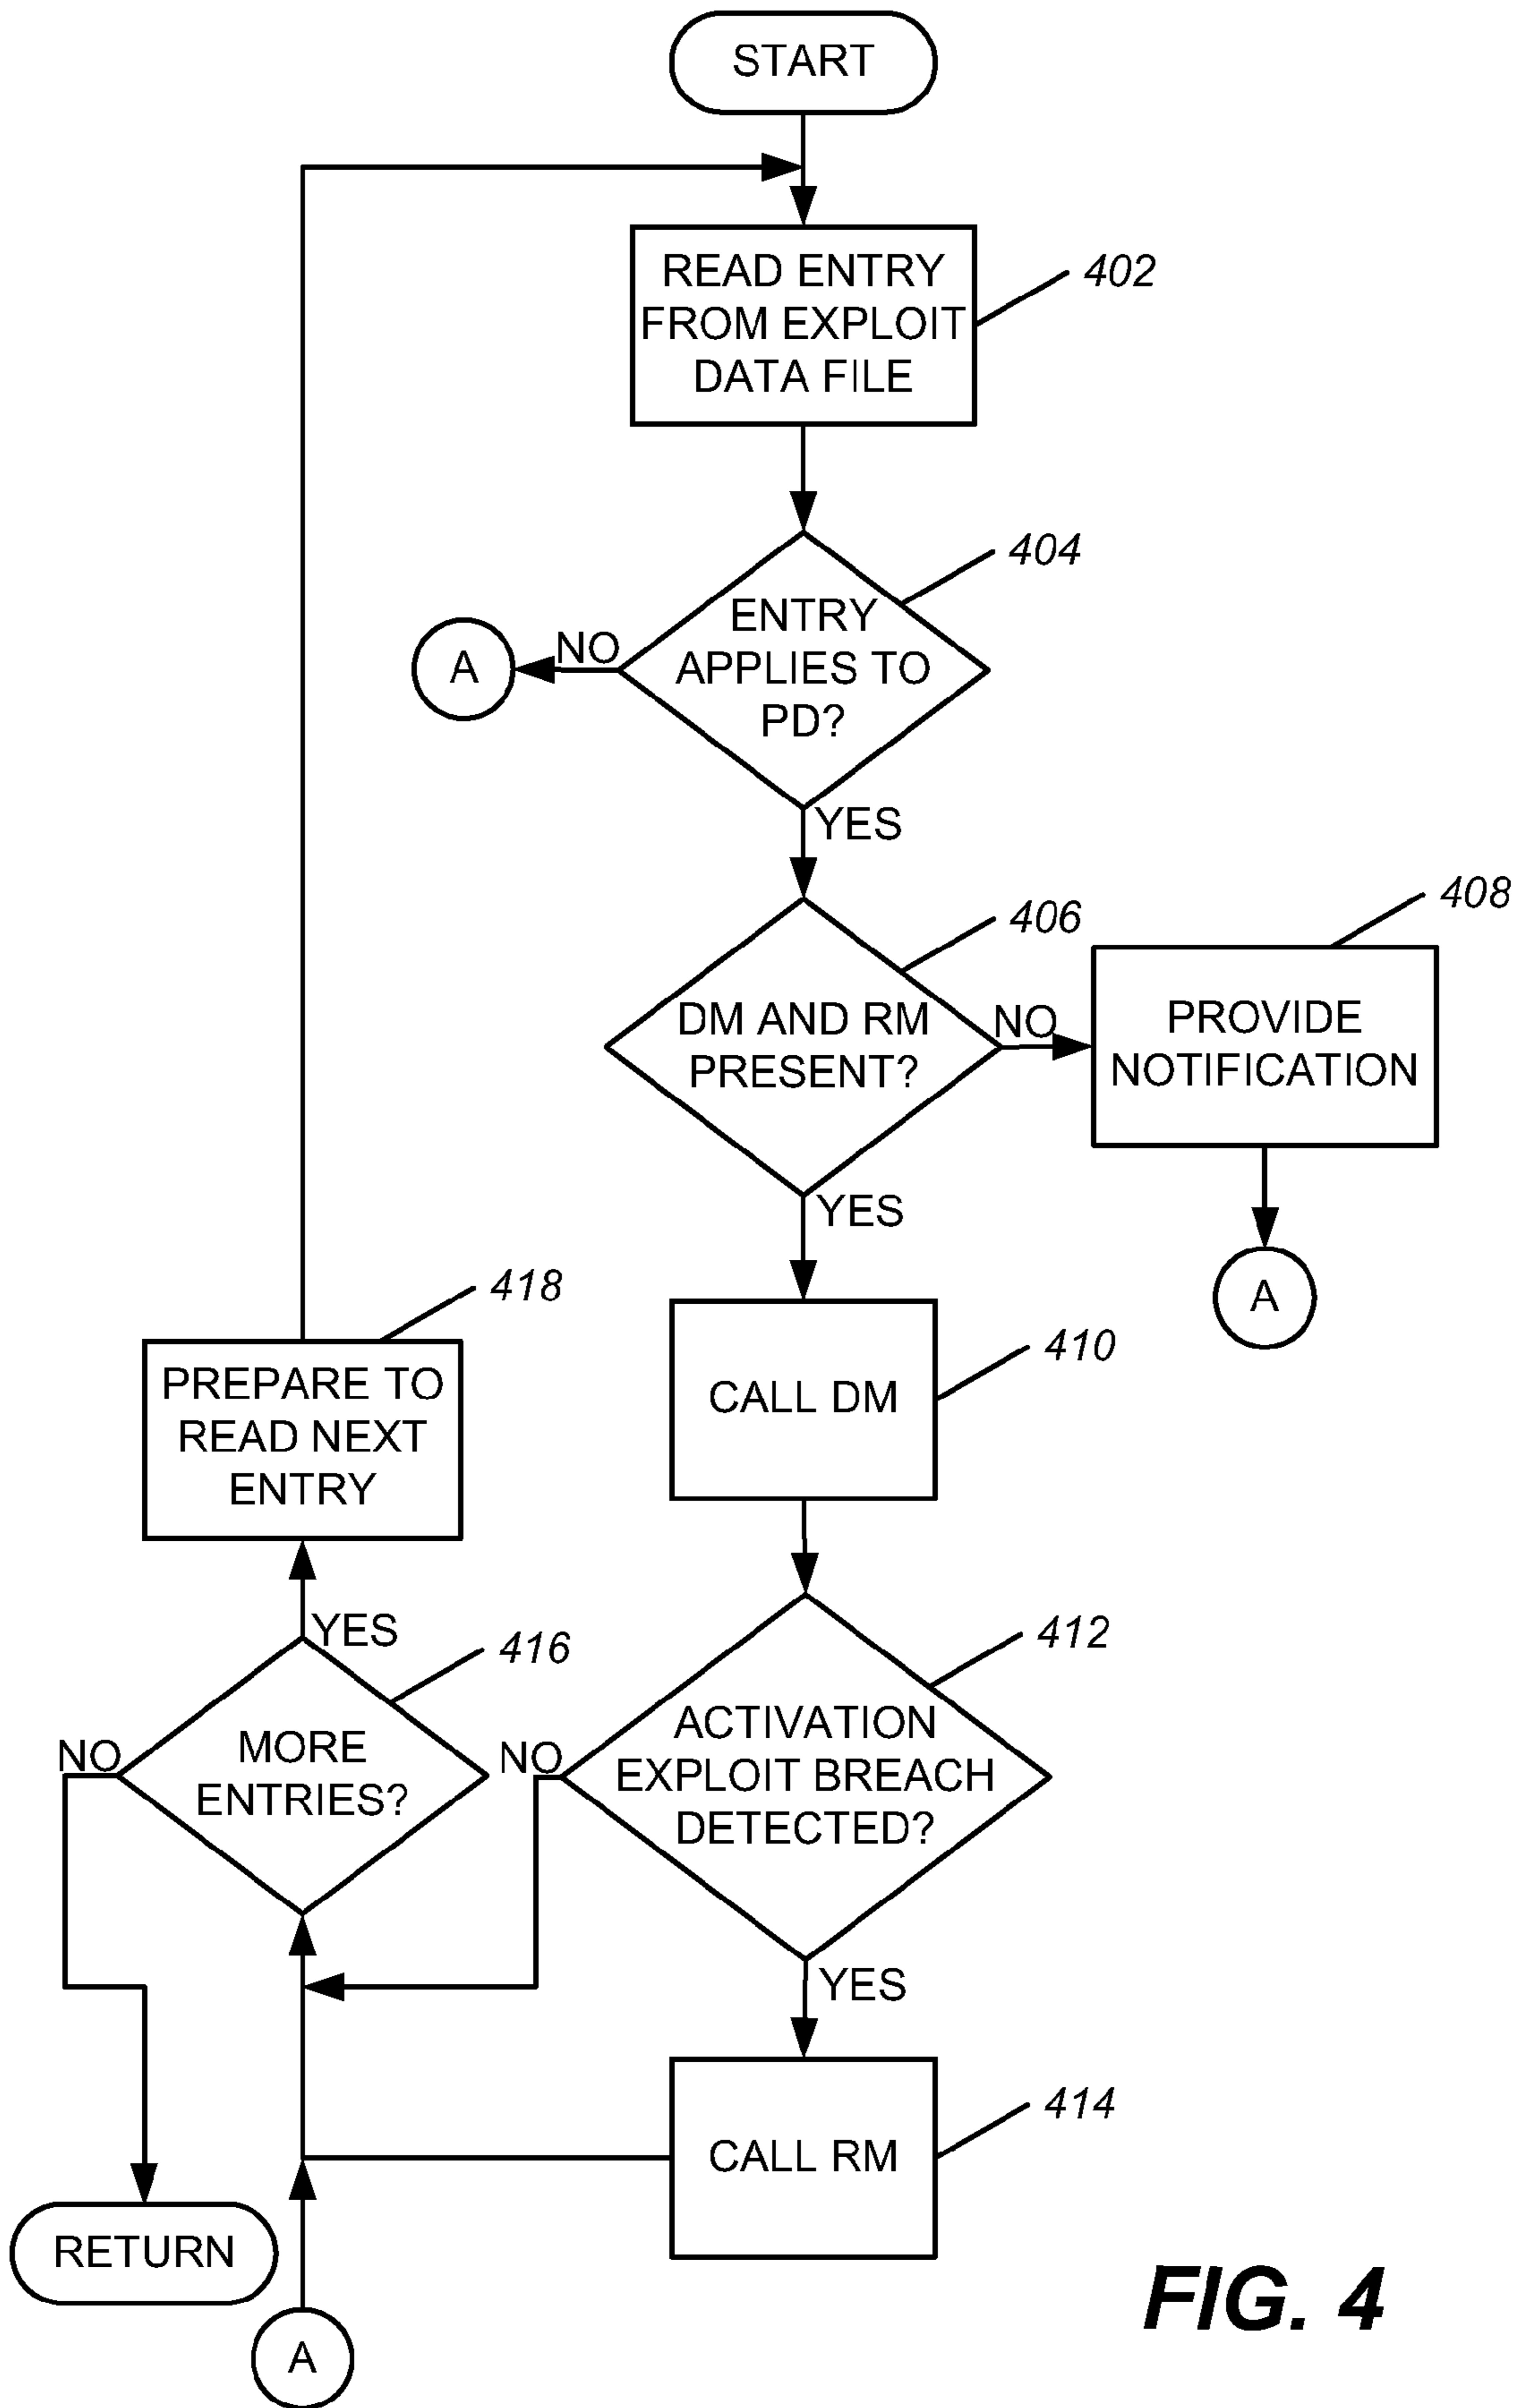 START
READ ENTRY
FROM EXPLOIT
DATA FILE
402
404
ENTRY
APPLIES TO
PD?
NO
A
YES
406
DM AND RM
PRESENT?
NO
408
PROVIDE
NOTIFICATION
A
YES
410
CALL DM
418
PREPARE TO
READ NEXT
ENTRY
YES
416
MORE
ENTRIES?
NO
412
ACTIVATION
EXPLOIT BREACH
DETECTED?
NO
YES
414
CALL RM
RETURN
A
FIG. 4